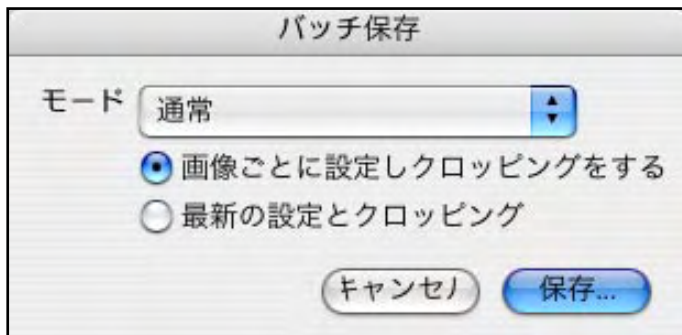 バッチ保存
モード 通常
画像ごとに設定しクロッピングをする
最新の設定とクロッピング
キャンセル 保存...